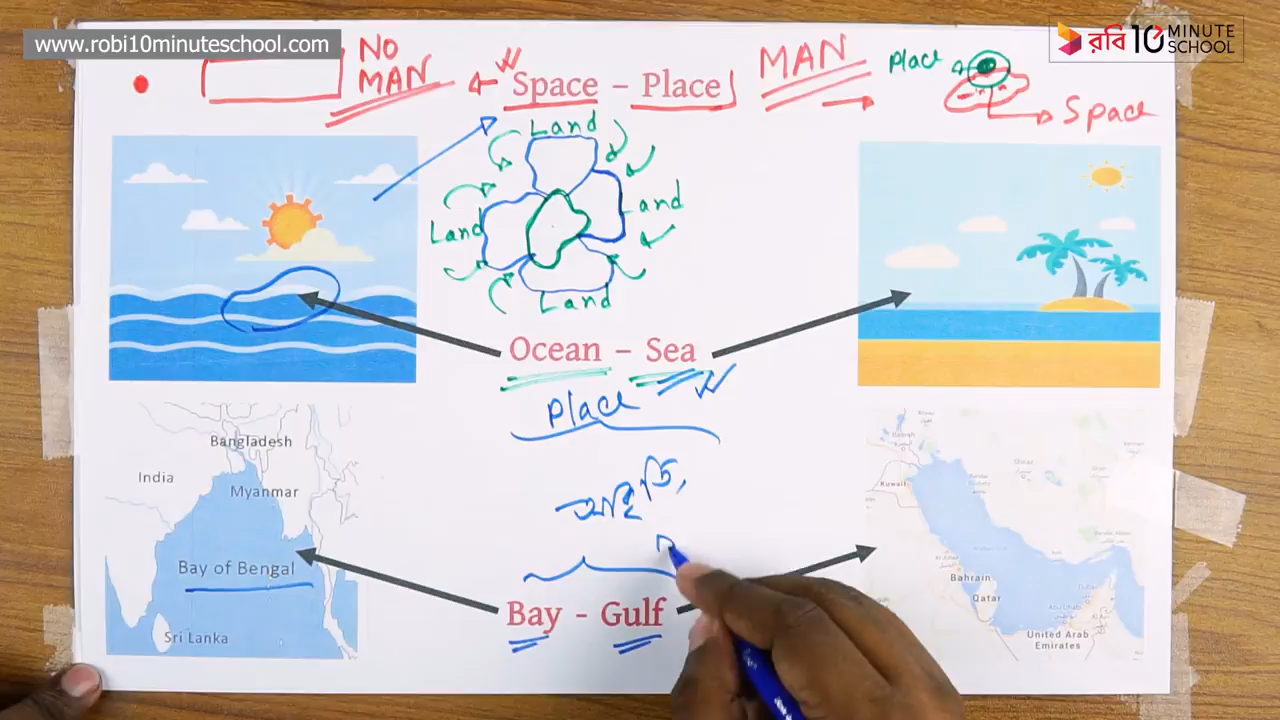 www.robi10minuteschool.com
রবি 10 MINUTE SCHOOL
NO MAN
Space – Place
MAN
Place
Space
Land
Land
Land
Land
Ocean – Sea
Place
Bangladesh
India
Myanmar
Bay of Bengal
Sri Lanka
Kuwait
Bahrain
Qatar
United Arab
Emirates
Bay – Gulf